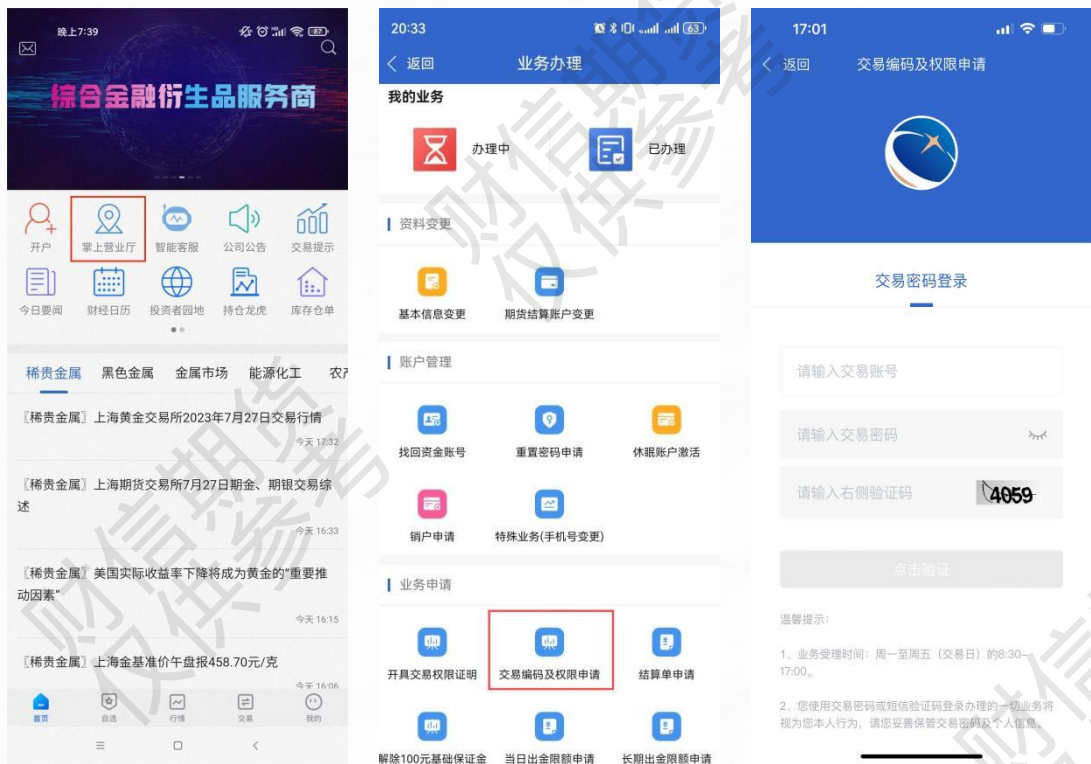 晚上7:39
87
综合金融衍生品服务商
开户
掌上营业厅
智能客服
公司公告
交易提示
今日要闻
财经日历
投资者园地
持仓龙虎
库存仓单
稀贵金属 黑色金属 金属市场 能源化工 农产
〖稀贵金属〗上海黄金交易所2023年7月27日交易行情
今天 17:32
〖稀贵金属〗上海期货交易所7月27日期金、期银交易综
述
今天 16:33
〖稀贵金属〗美国实际收益率下降将成为黄金的“重要推
动因素”
今天 16:15
〖稀贵金属〗上海金基准价午盘报458.70元/克
今天 16:06
首页
自选
行情
交易
我的
20:33
63
返回
业务办理
我的业务
办理中
已办理
资料变更
基本信息变更
期货结算账户变更
账户管理
找回资金账号
重置密码申请
休眠账户激活
销户申请
特殊业务(手机号变更)
业务申请
开具交易权限证明
交易编码及权限申请
结算单申请
解除100元基础保证金
当日出金限额申请
长期出金限额申请
17:01
返回
交易编码及权限申请
交易密码登录
请输入交易账号
请输入交易密码
请输入右侧验证码
4059
点击验证
温馨提示：
1、业务受理时间：周一至周五（交易日）的8:30–
17:00。
2、您使用交易密码或短信验证码登录办理的一切业务将
视为您本人行为，请您妥善保管交易密码及个人信息。
财信期货
仅供参考